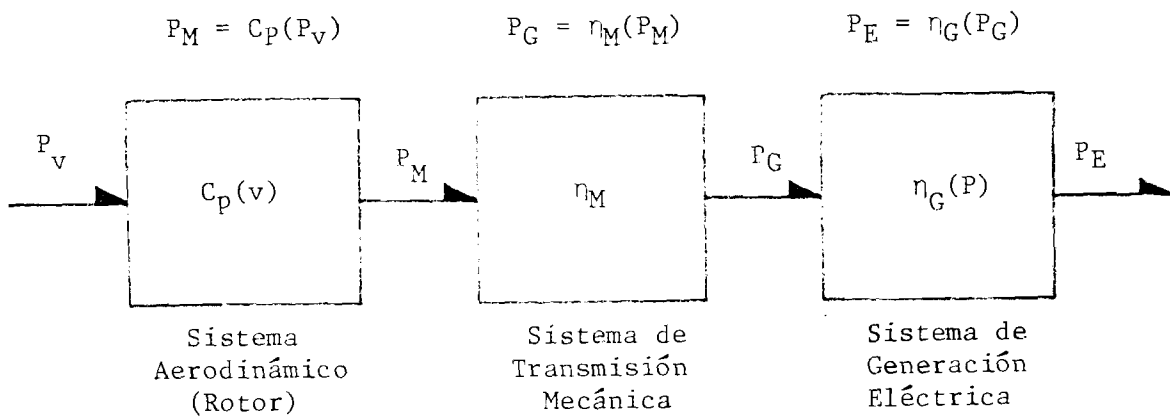 P_M = C_p(P_v) P_G = η_M(P_M) P_E = η_G(P_G)
P_v P_M P_G P_E
C_p(v) η_M η_G(P)
Sistema Aerodinámico (Rotor)
Sistema de Transmisión Mecánica
Sistema de Generación Eléctrica